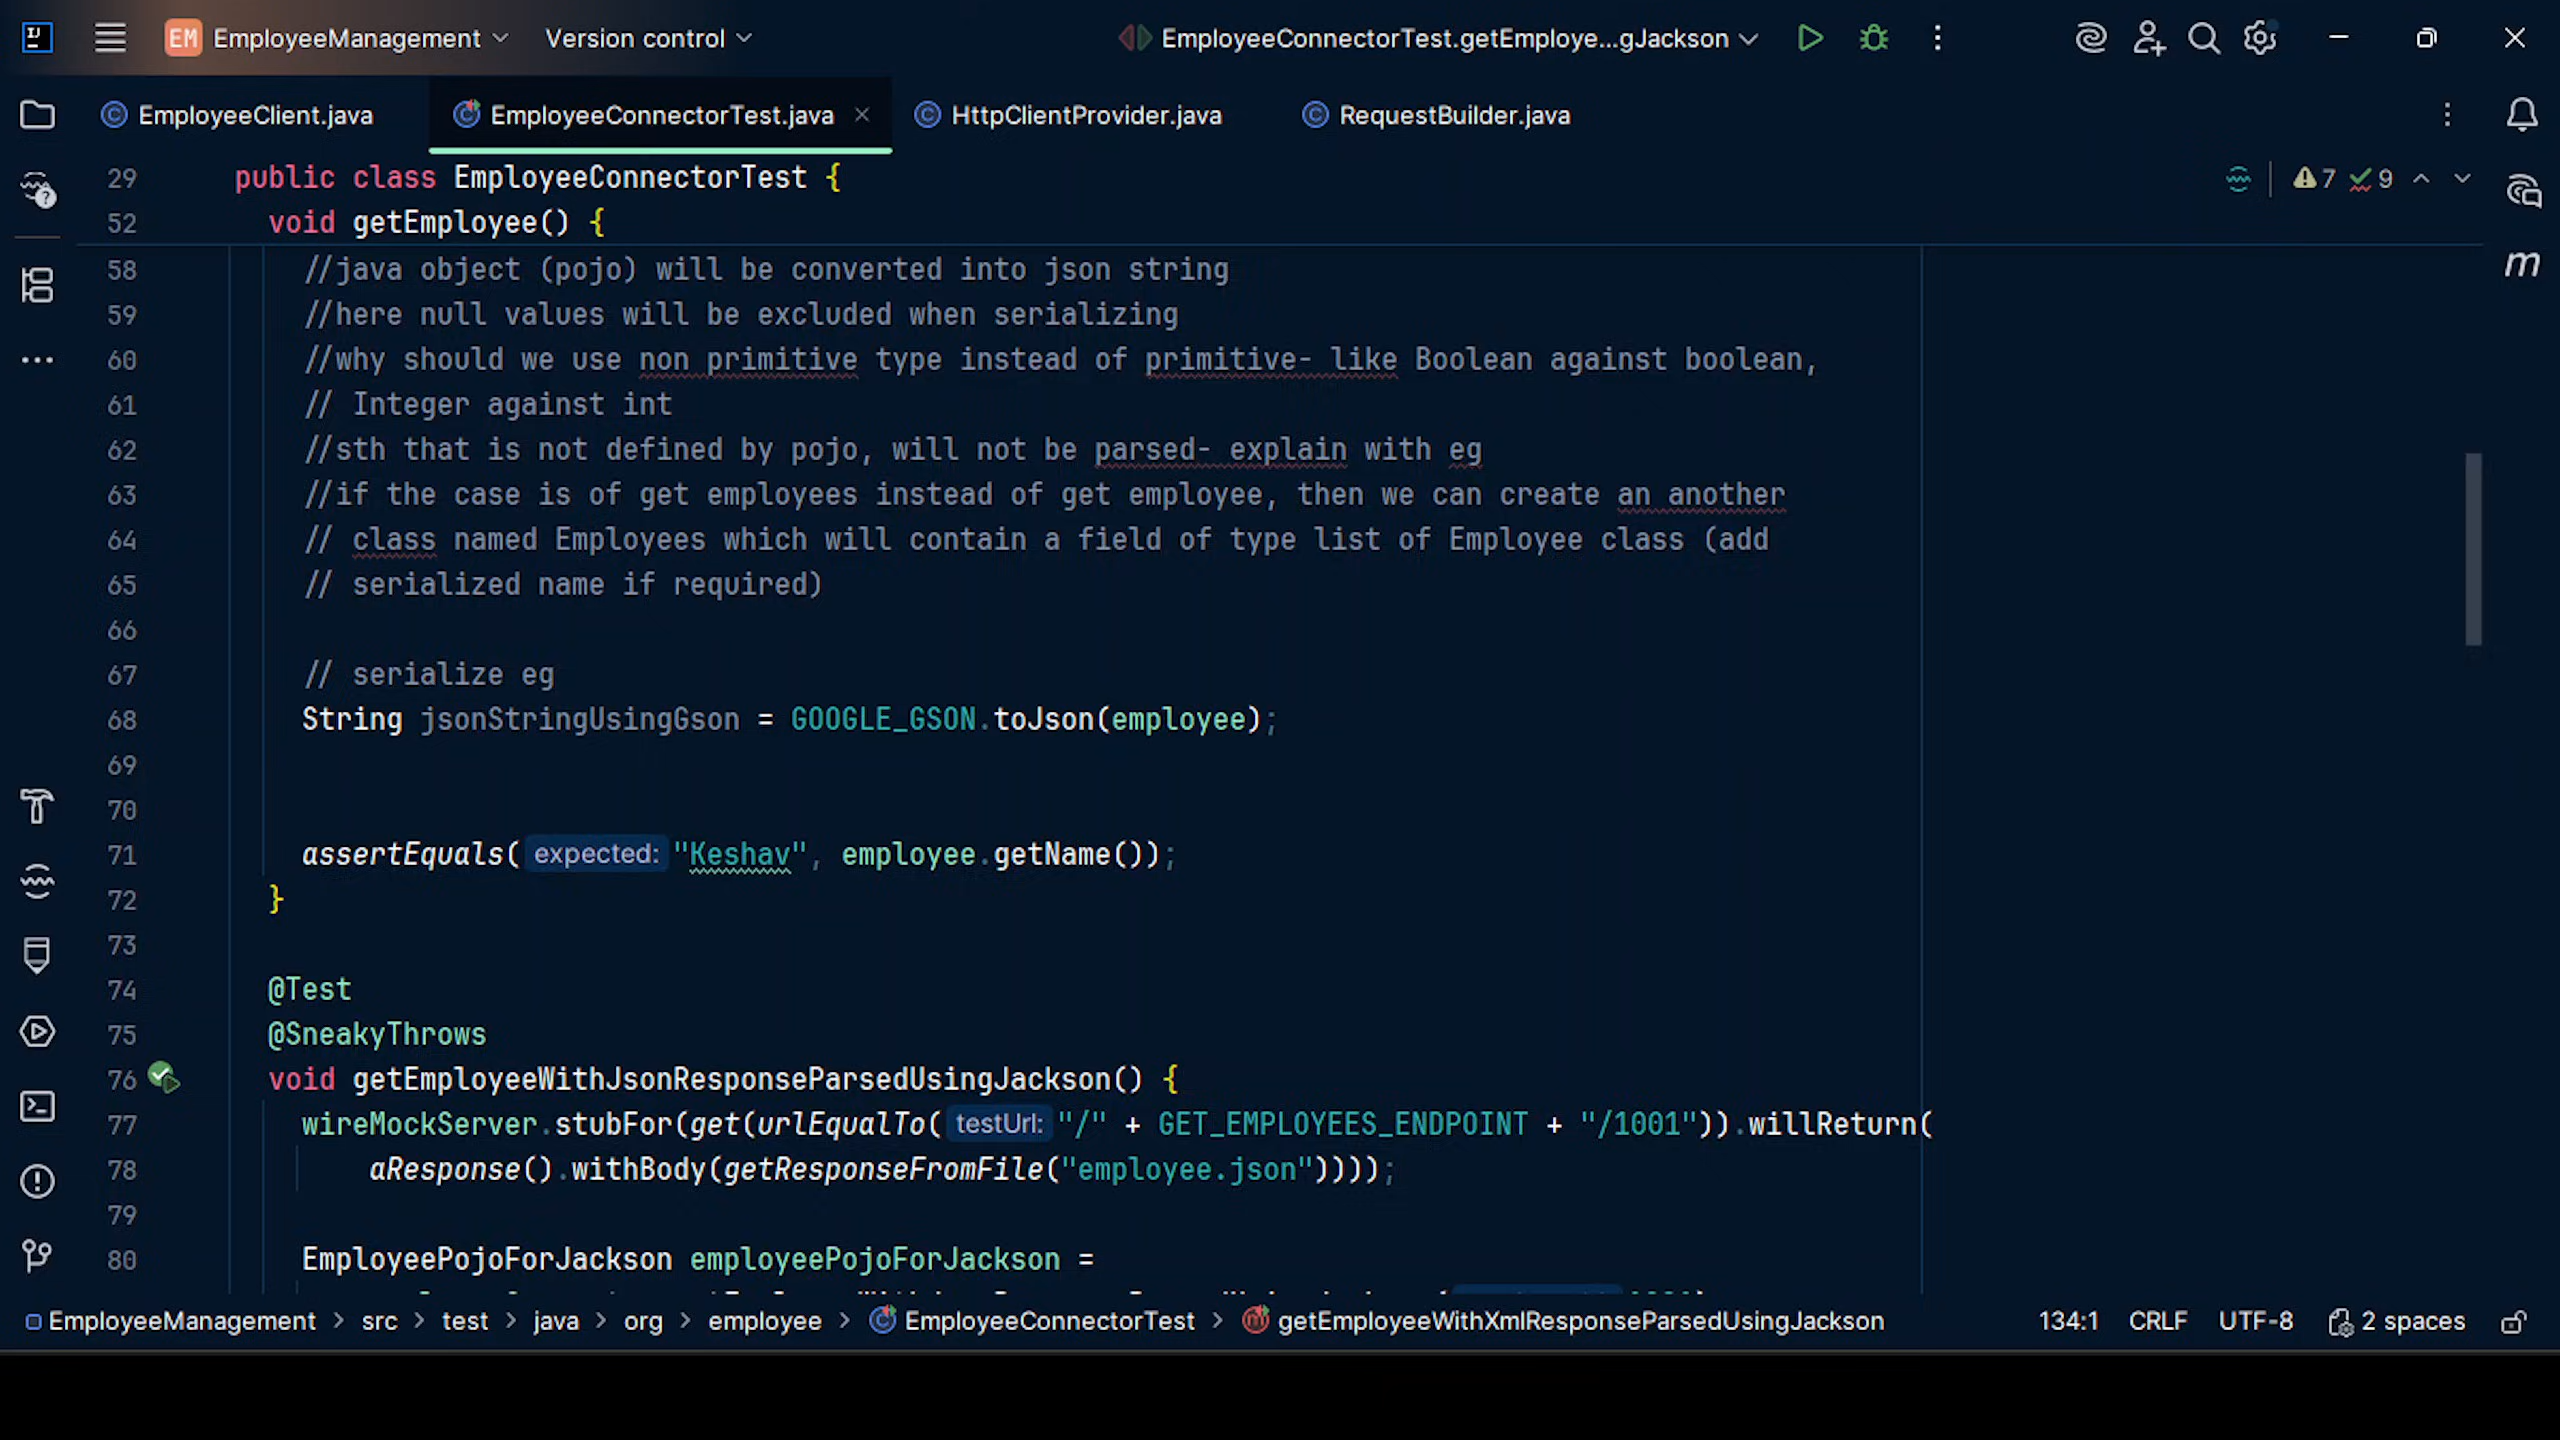 EM EmployeeManagement Version control EmployeeConnectorTest.getEmploye...gJackson
EmployeeClient.java EmployeeConnectorTest.java HttpClientProvider.java RequestBuilder.java
29 public class EmployeeConnectorTest { 7 9
52 void getEmployee() {
58 //java object (pojo) will be converted into json string
59 //here null values will be excluded when serializing
60 //why should we use non primitive type instead of primitive- like Boolean against boolean,
61 // Integer against int
62 //sth that is not defined by pojo, will not be parsed- explain with eg
63 //if the case is of get employees instead of get employee, then we can create an another
64 // class named Employees which will contain a field of type list of Employee class (add
65 // serialized name if required)
66
67 // serialize eg
68 String jsonStringUsingGson = GOOGLE_GSON.toJson(employee);
69
70
71 assertEquals( expected: "Keshav", employee.getName());
72 }
73
74 @Test
75 @SneakyThrows
76 void getEmployeeWithJsonResponseParsedUsingJackson() {
77 wireMockServer.stubFor(get(urlEqualTo( testUrl: "/" + GET_EMPLOYEES_ENDPOINT + "/1001")).willReturn(
78 aResponse().withBody(getResponseFromFile("employee.json"))));
79
80 EmployeePojoForJackson employeePojoForJackson =
EmployeeManagement > src > test > java > org > employee > EmployeeConnectorTest > getEmployeeWithXmlResponseParsedUsingJackson 134:1 CRLF UTF-8 2 spaces